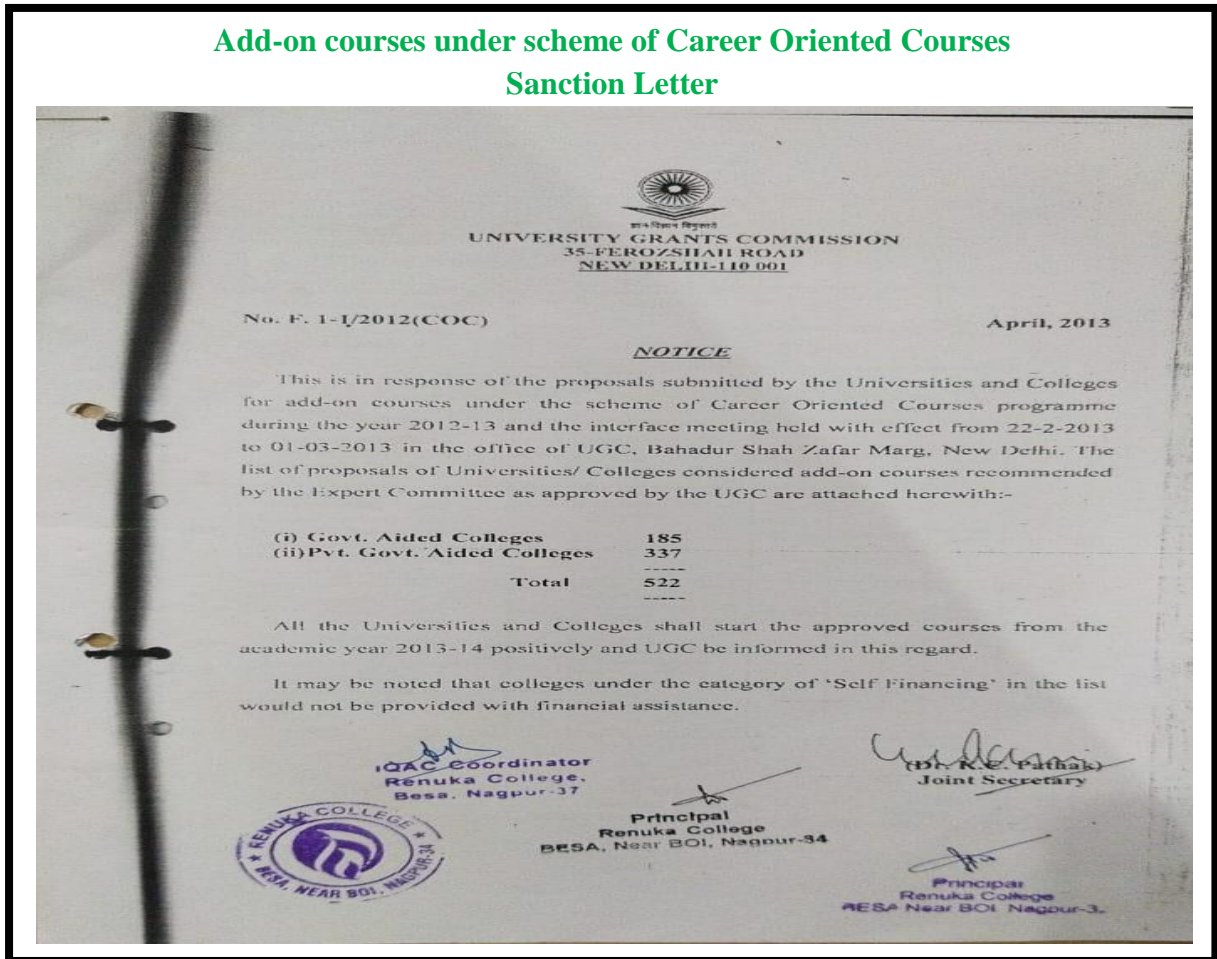 Add-on courses under scheme of Career Oriented Courses
Sanction Letter
UNIVERSITY GRANTS COMMISSION
35-FEROZSHAH ROAD
NEW DELHI-110 001
No. F. 1-1/2012(COC)
April, 2013
NOTICE
This is in response of the proposals submitted by the Universities and Colleges
for add-on courses under the scheme of Career Oriented Courses programme
during the year 2012-13 and the interface meeting held with effect from 22-2-2013
to 01-03-2013 in the office of UGC, Bahadur Shah Zafar Marg, New Delhi. The
list of proposals of Universities/ Colleges considered add-on courses recommended
by the Expert Committee as approved by the UGC are attached herewith:-
(i) Govt. Aided Colleges 185
(ii)Pvt. Govt. Aided Colleges 337
-----
Total 522
-----
All the Universities and Colleges shall start the approved courses from the
academic year 2013-14 positively and UGC be informed in this regard.
It may be noted that colleges under the category of ‘Self Financing’ in the list
would not be provided with financial assistance.
IQAC Coordinator
Renuka College,
Besa, Nagpur-37
(Dr. K.C. Pathak)
Joint Secretary
Principal
Renuka College
BESA, Near BOI, Nagpur-34
RENUKA COLLEGE
BESA, NEAR BOI, NAGPUR-34
Principal
Renuka College
BESA Near BOI Nagpur-3